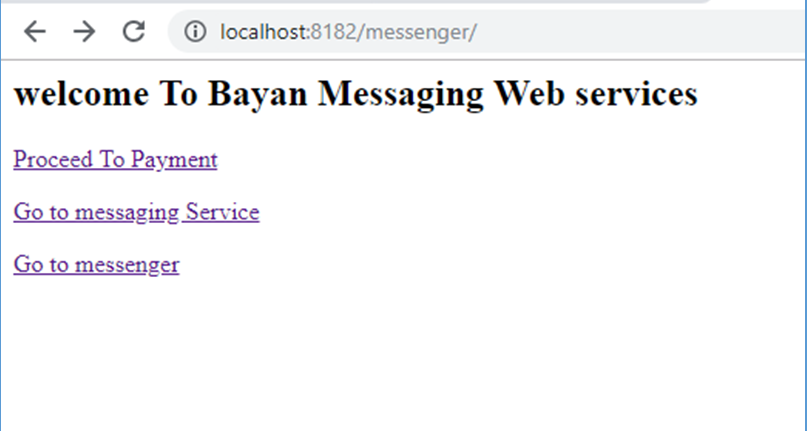 localhost:8182/messenger/
welcome To Bayan Messaging Web services
Proceed To Payment
Go to messaging Service
Go to messenger